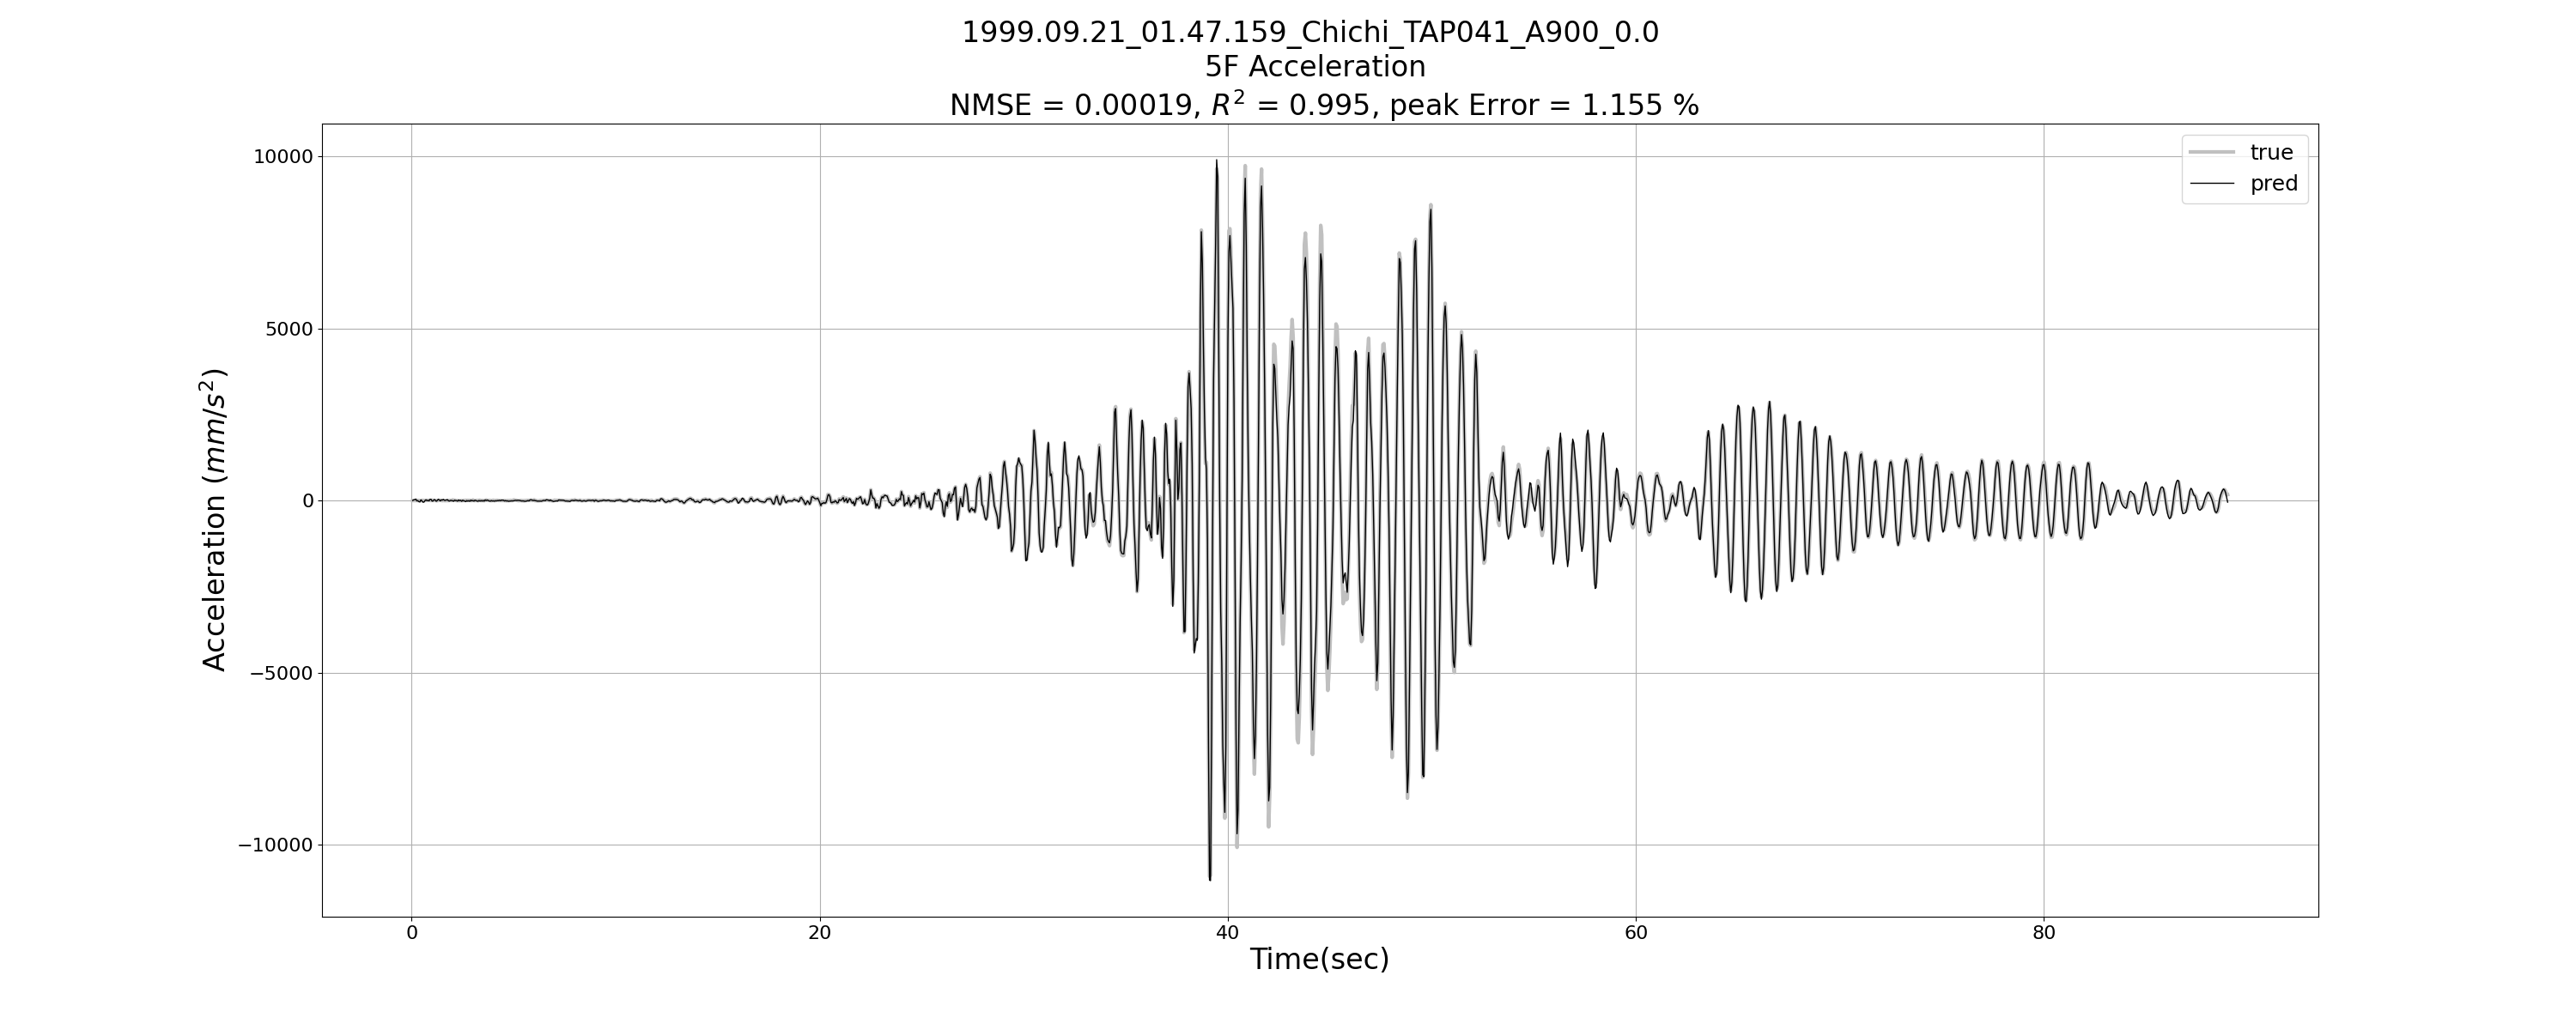 1999.09.21_01.47.159_Chichi_TAP041_A900_0.0
5F Acceleration
NMSE = 0.00019, R² = 0.995, peak Error = 1.155 %
true
pred
10000
5000
0
−5000
−10000
Acceleration (mm/s²)
0
20
40
60
80
Time(sec)